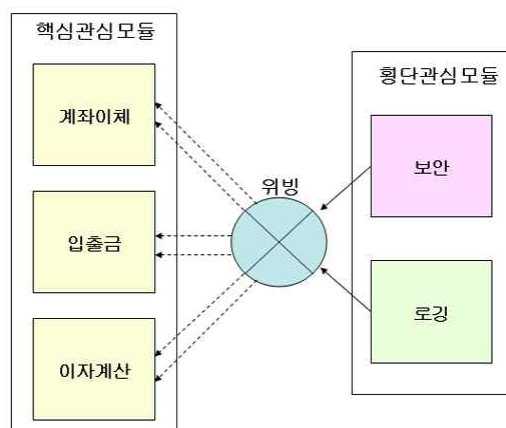 핵심관심 모듈
계좌이체
입출금
이자계산
위빙
횡단관심 모듈
보안
로깅